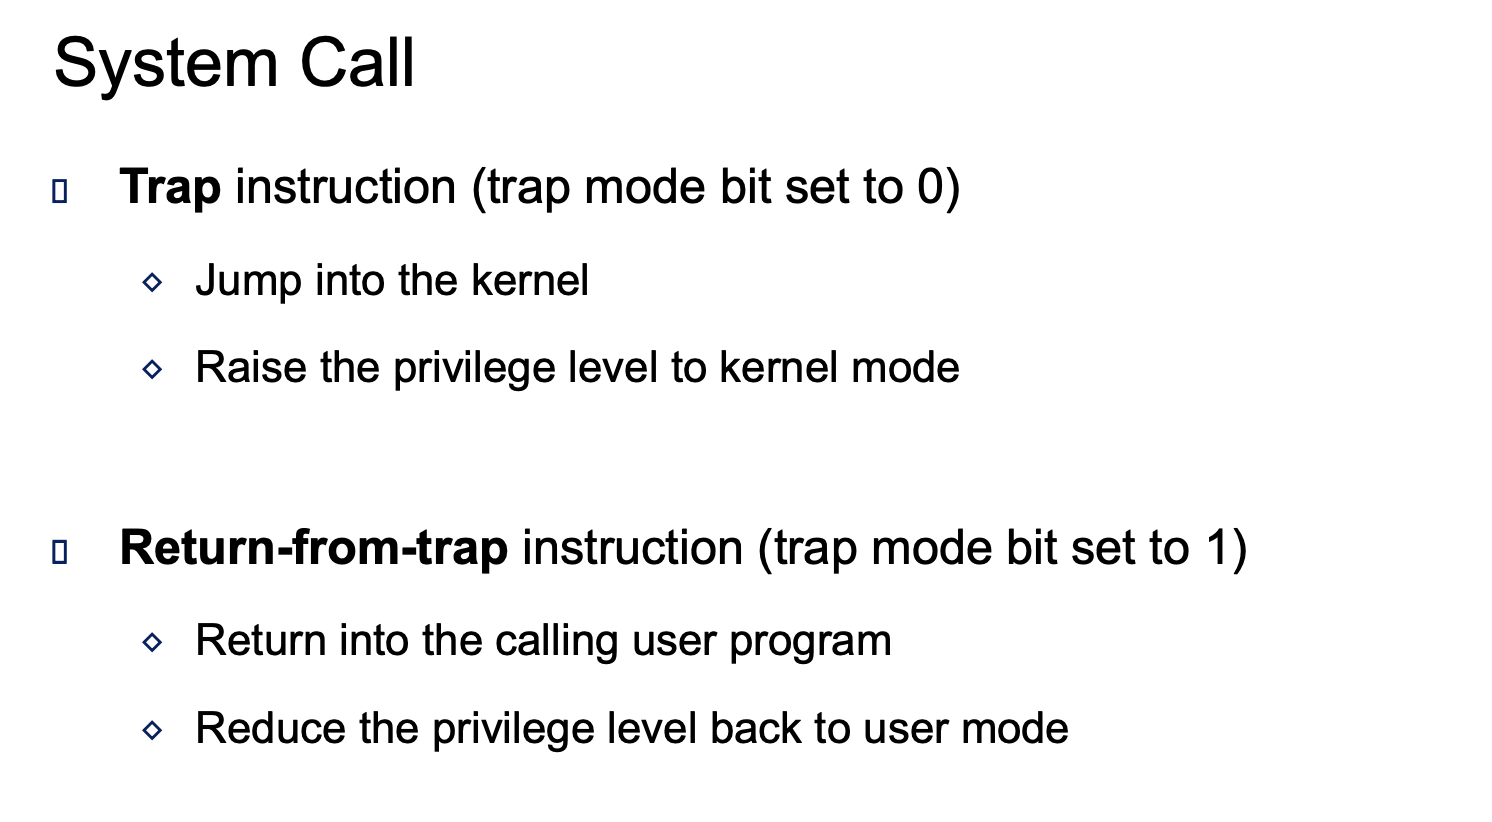 System Call
Trap instruction (trap mode bit set to 0)
Jump into the kernel
Raise the privilege level to kernel mode
Return-from-trap instruction (trap mode bit set to 1)
Return into the calling user program
Reduce the privilege level back to user mode